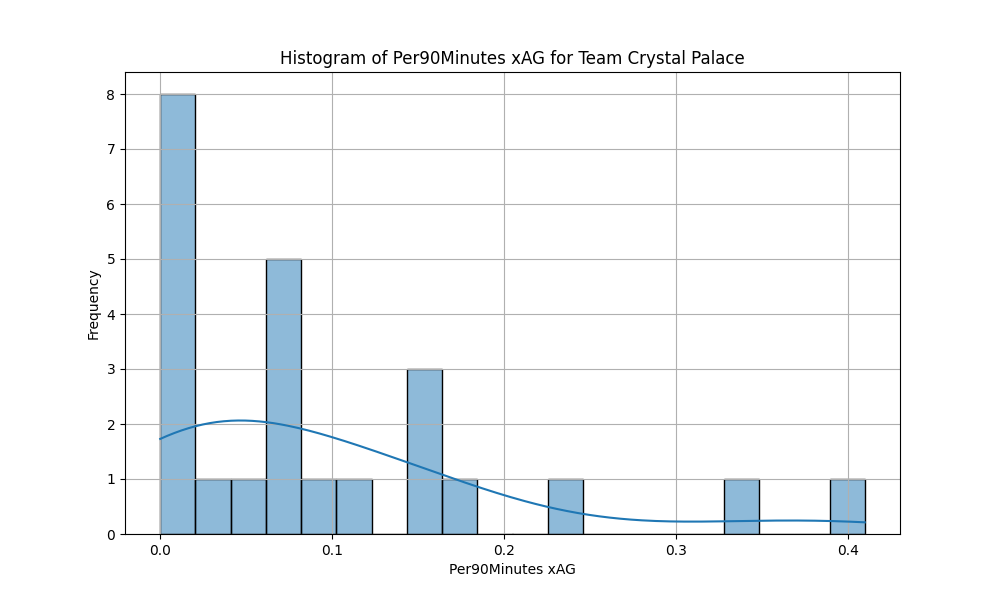 Histogram of Per90Minutes xAG for Team Crystal Palace
8
7
6
5
4
3
2
1
0
Frequency
0.0 0.1 0.2 0.3 0.4
Per90Minutes xAG